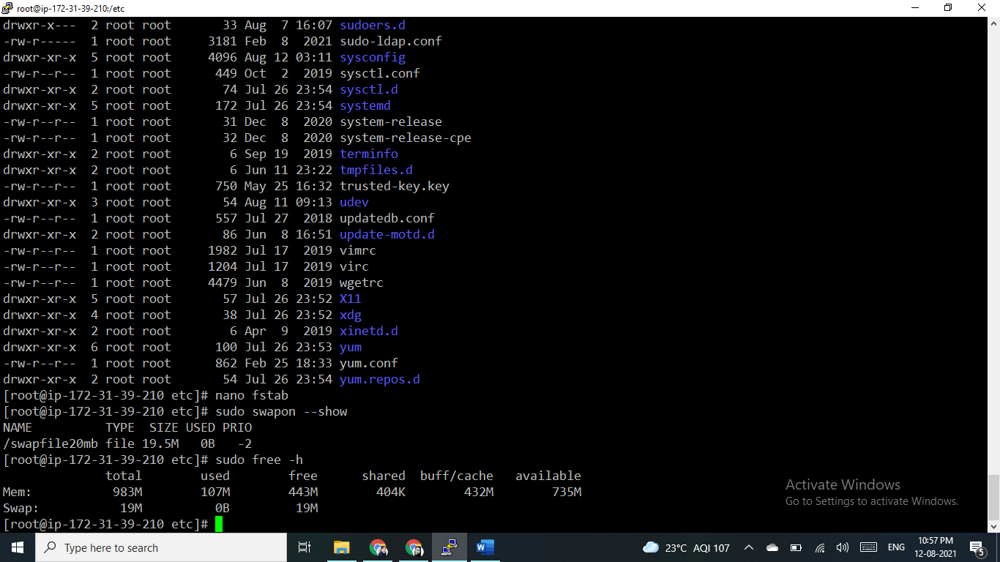 root@ip-172-31-39-210:/etc
drwxr-x---  2 root root       33 Aug  7 16:07 sudoers.d
-rw-r-----  1 root root     3181 Feb  8  2021 sudo-ldap.conf
drwxr-xr-x  5 root root     4096 Aug 12 03:11 sysconfig
-rw-r--r--  1 root root      449 Oct  2  2019 sysctl.conf
drwxr-xr-x  2 root root       74 Jul 26 23:54 sysctl.d
drwxr-xr-x  5 root root      172 Jul 26 23:54 systemd
-rw-r--r--  1 root root       31 Dec  8  2020 system-release
-rw-r--r--  1 root root       32 Dec  8  2020 system-release-cpe
drwxr-xr-x  2 root root        6 Sep 19  2019 terminfo
drwxr-xr-x  2 root root        6 Jun 11 23:22 tmpfiles.d
-rw-r--r--  1 root root      750 May 25 16:32 trusted-key.key
drwxr-xr-x  3 root root       54 Aug 11 09:13 udev
-rw-r--r--  1 root root      557 Jul 27  2018 updatedb.conf
drwxr-xr-x  2 root root       86 Jun  8 16:51 update-motd.d
-rw-r--r--  1 root root     1982 Jul 17  2019 vimrc
-rw-r--r--  1 root root     1204 Jul 17  2019 virc
-rw-r--r--  1 root root     4479 Jun  8  2019 wgetrc
drwxr-xr-x  5 root root       57 Jul 26 23:52 X11
drwxr-xr-x  4 root root       38 Jul 26 23:52 xdg
drwxr-xr-x  2 root root        6 Apr  9  2019 xinetd.d
drwxr-xr-x  6 root root      100 Jul 26 23:53 yum
-rw-r--r--  1 root root      862 Feb 25 18:33 yum.conf
drwxr-xr-x  2 root root       54 Jul 26 23:54 yum.repos.d
[root@ip-172-31-39-210 etc]# nano fstab
[root@ip-172-31-39-210 etc]# sudo swapon --show
NAME          TYPE  SIZE USED PRIO
/swapfile20mb file 19.5M   0B   -2
[root@ip-172-31-39-210 etc]# sudo free -h
              total        used        free      shared  buff/cache   available
Mem:           983M        107M        443M        404K        432M        735M
Swap:           19M          0B         19M
[root@ip-172-31-39-210 etc]#
Activate Windows
Go to Settings to activate Windows.
Type here to search
23°C AQI 107
ENG
10:57 PM
12-08-2021
5